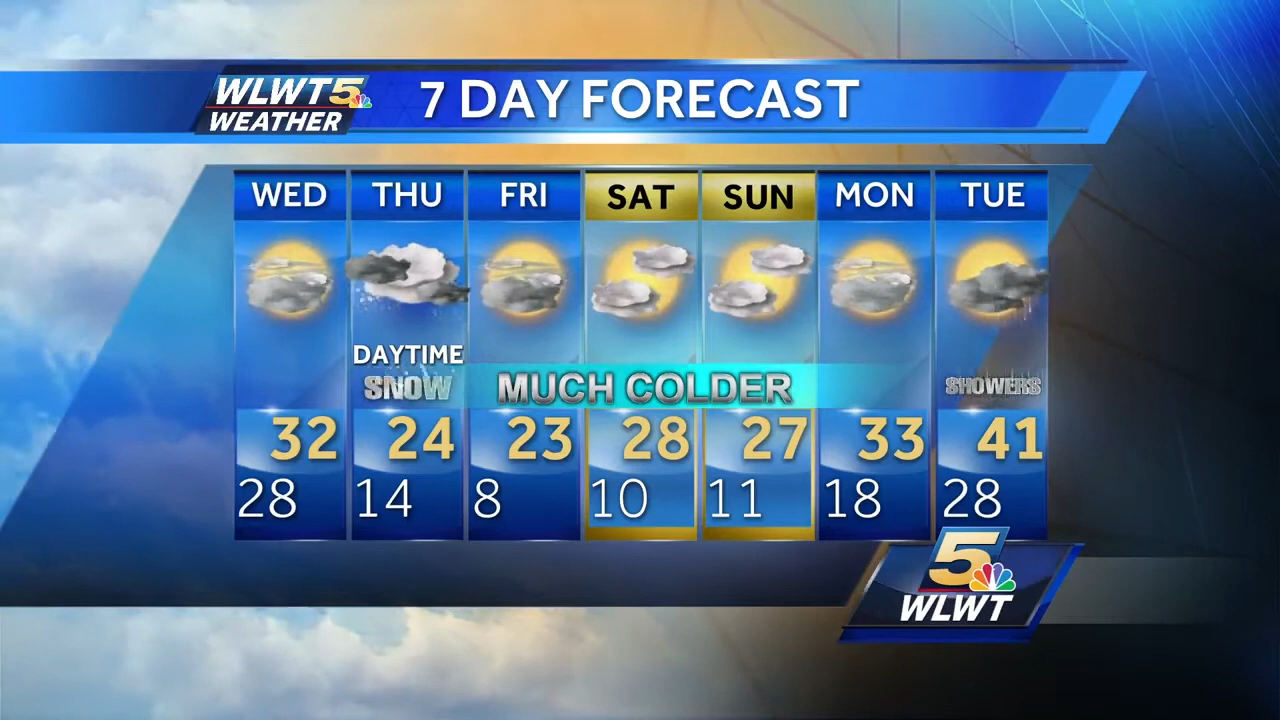 WLWT5
WEATHER
7 DAY FORECAST
WED THU FRI SAT SUN MON TUE
DAYTIME
SNOW MUCH COLDER SHOWERS
32 24 23 28 27 33 41
28 14 8 10 11 18 28
5
WLWT